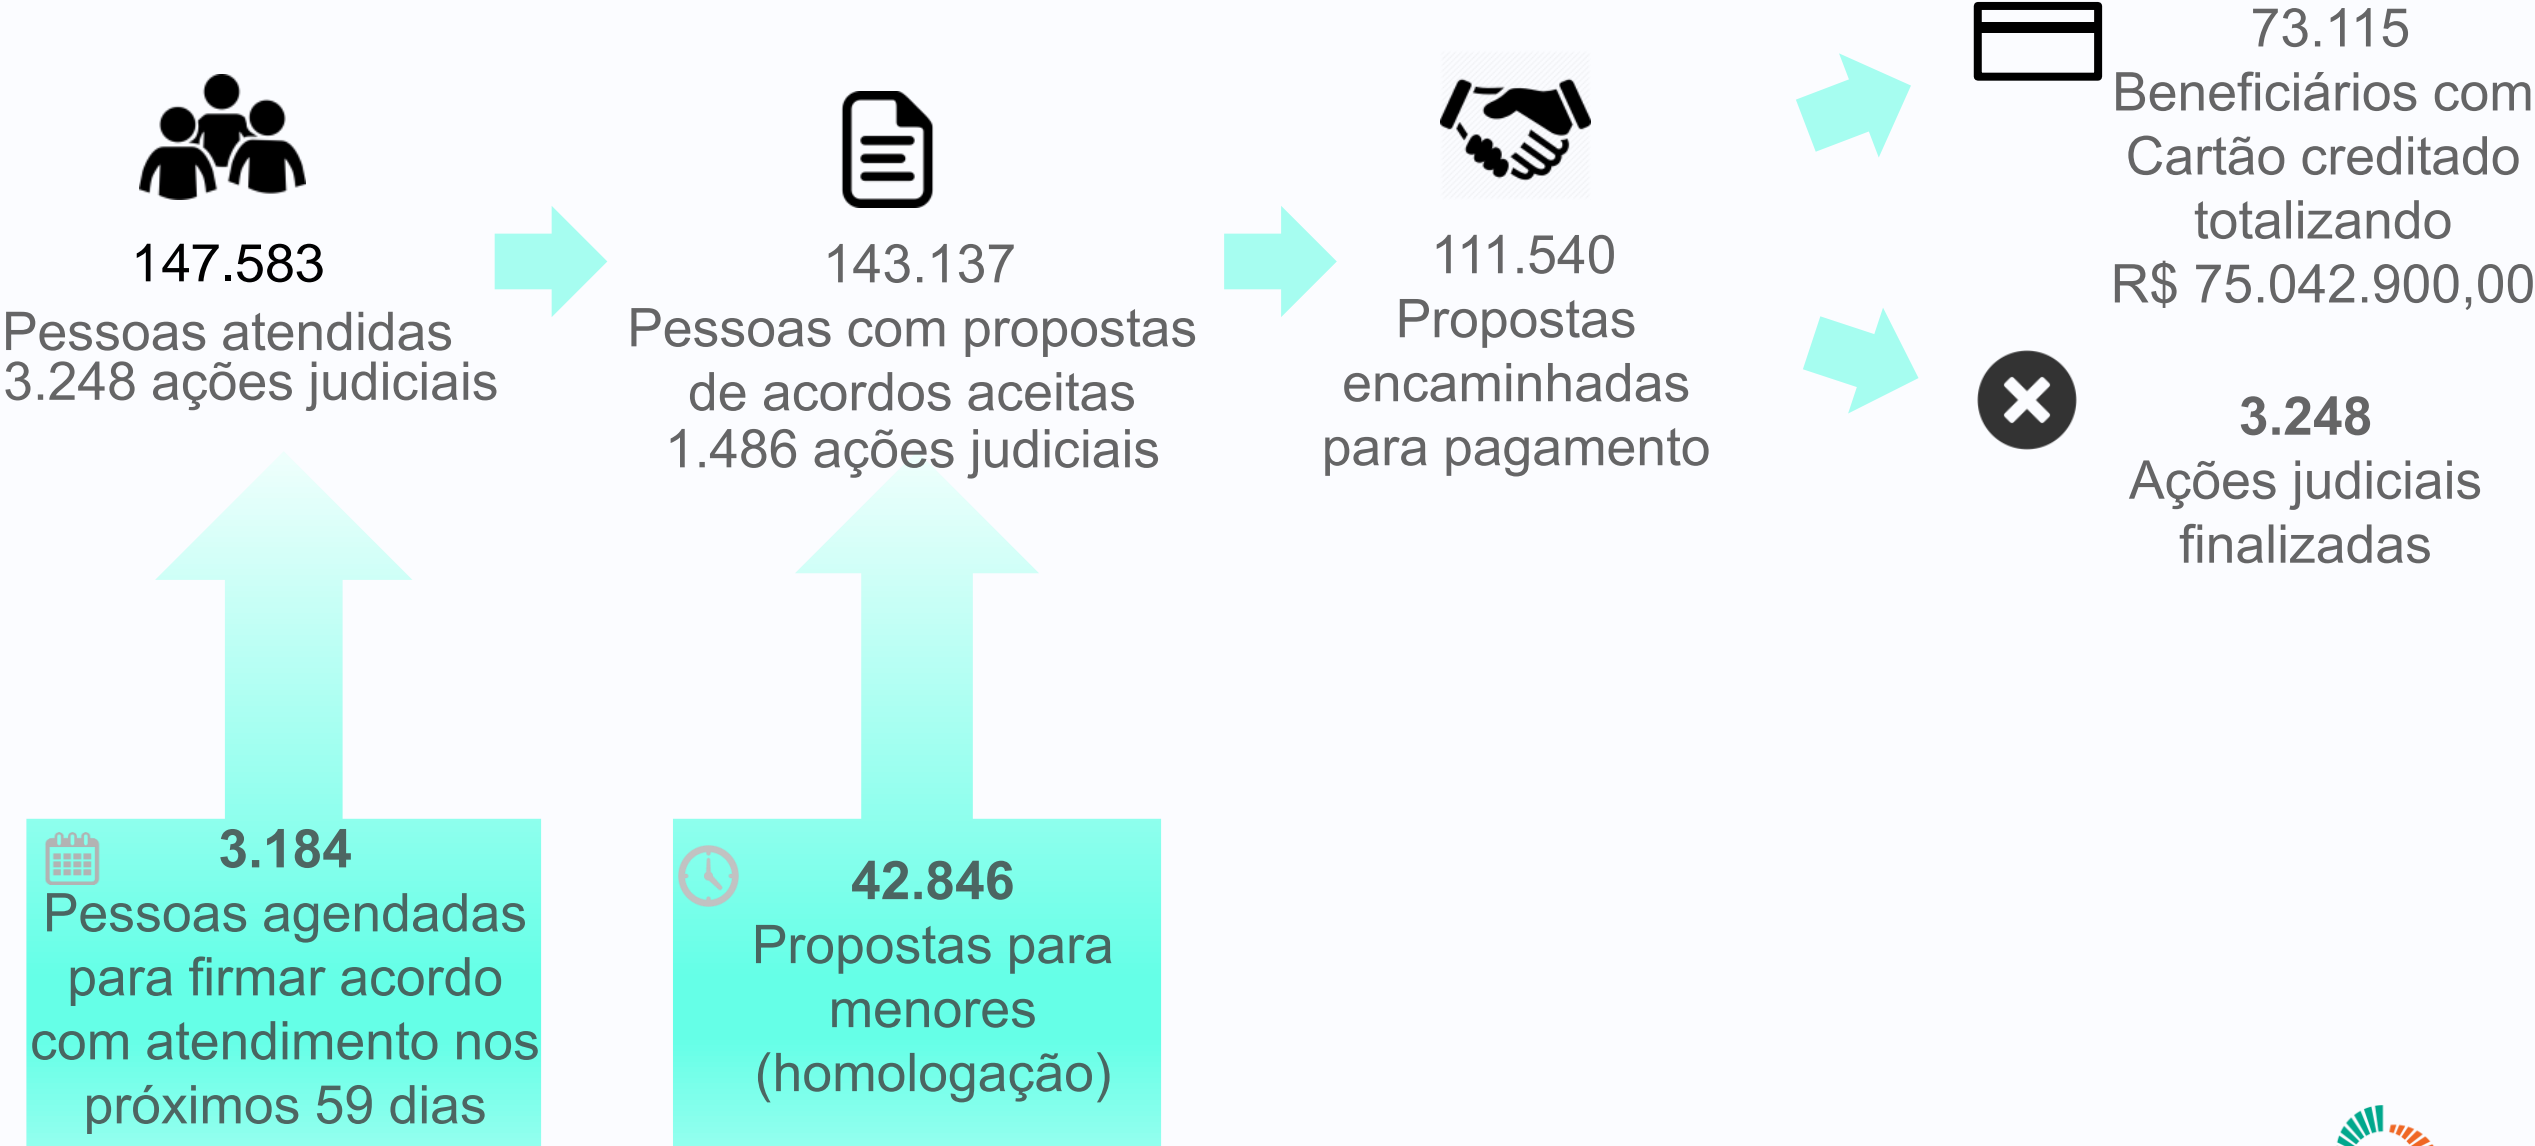 147.583
Pessoas atendidas
3.248 ações judiciais
143.137
Pessoas com propostas
de acordos aceitas
1.486 ações judiciais
111.540
Propostas
encaminhadas
para pagamento
73.115
Beneficiários com
Cartão creditado
totalizando
R$ 75.042.900,00
3.248
Ações judiciais
finalizadas
3.184
Pessoas agendadas
para firmar acordo
com atendimento nos
próximos 59 dias
42.846
Propostas para
menores
(homologação)